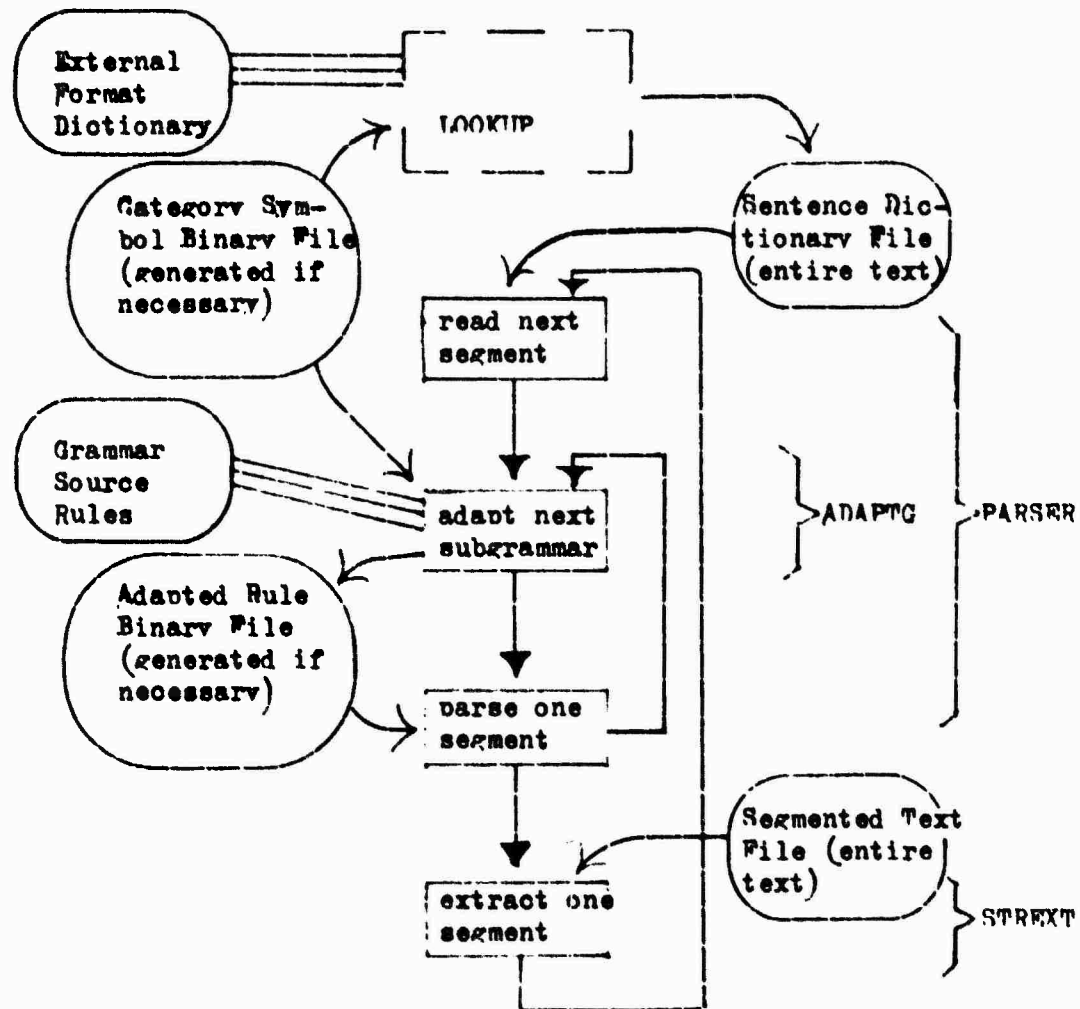 External
Format
Dictionary
LOOKUP
Category Sym-
bol Binary File
(generated if
necessary)
Sentence Dic-
tionary File
(entire text)
read next
segment
Grammar
Source
Rules
adapt next
subgrammar
ADAPTG
PARSER
Adapted Rule
Binary File
(generated if
necessary)
parse one
segment
Segmented Text
File (entire
text)
extract one
segment
STREXT